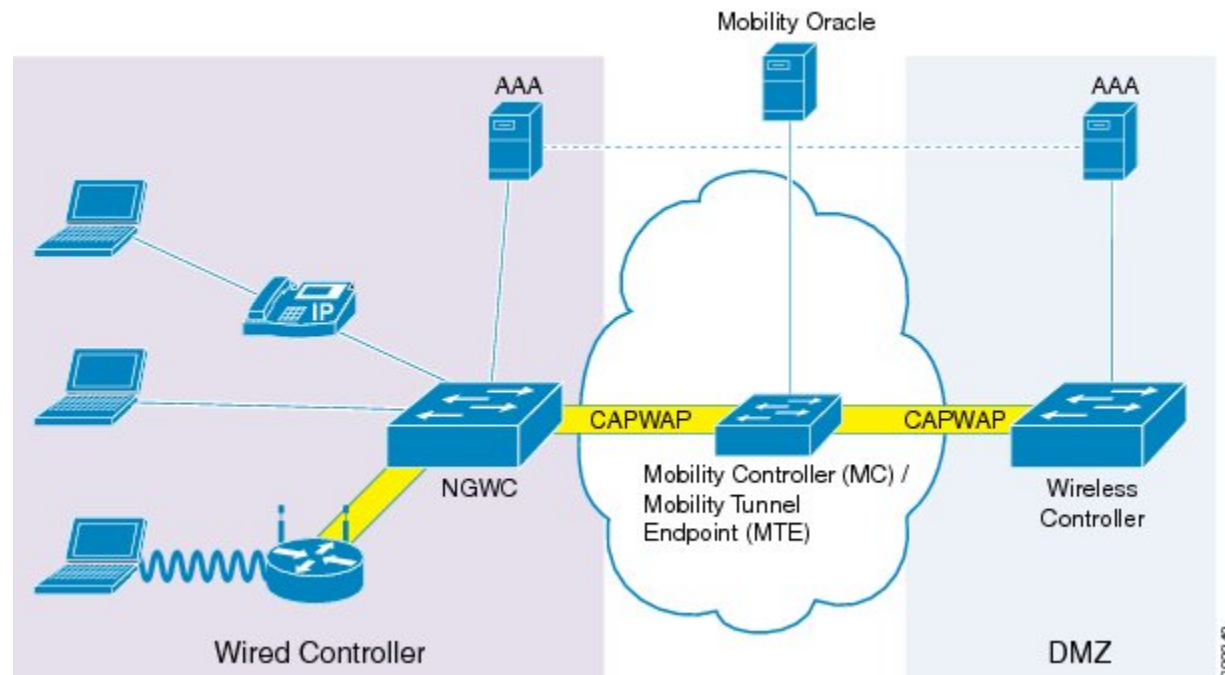 Mobility Oracle
AAA
AAA
IP
CAPWAP
CAPWAP
NGWC
Mobility Controller (MC) /
Mobility Tunnel
Endpoint (MTE)
Wireless
Controller
Wired Controller
DMZ